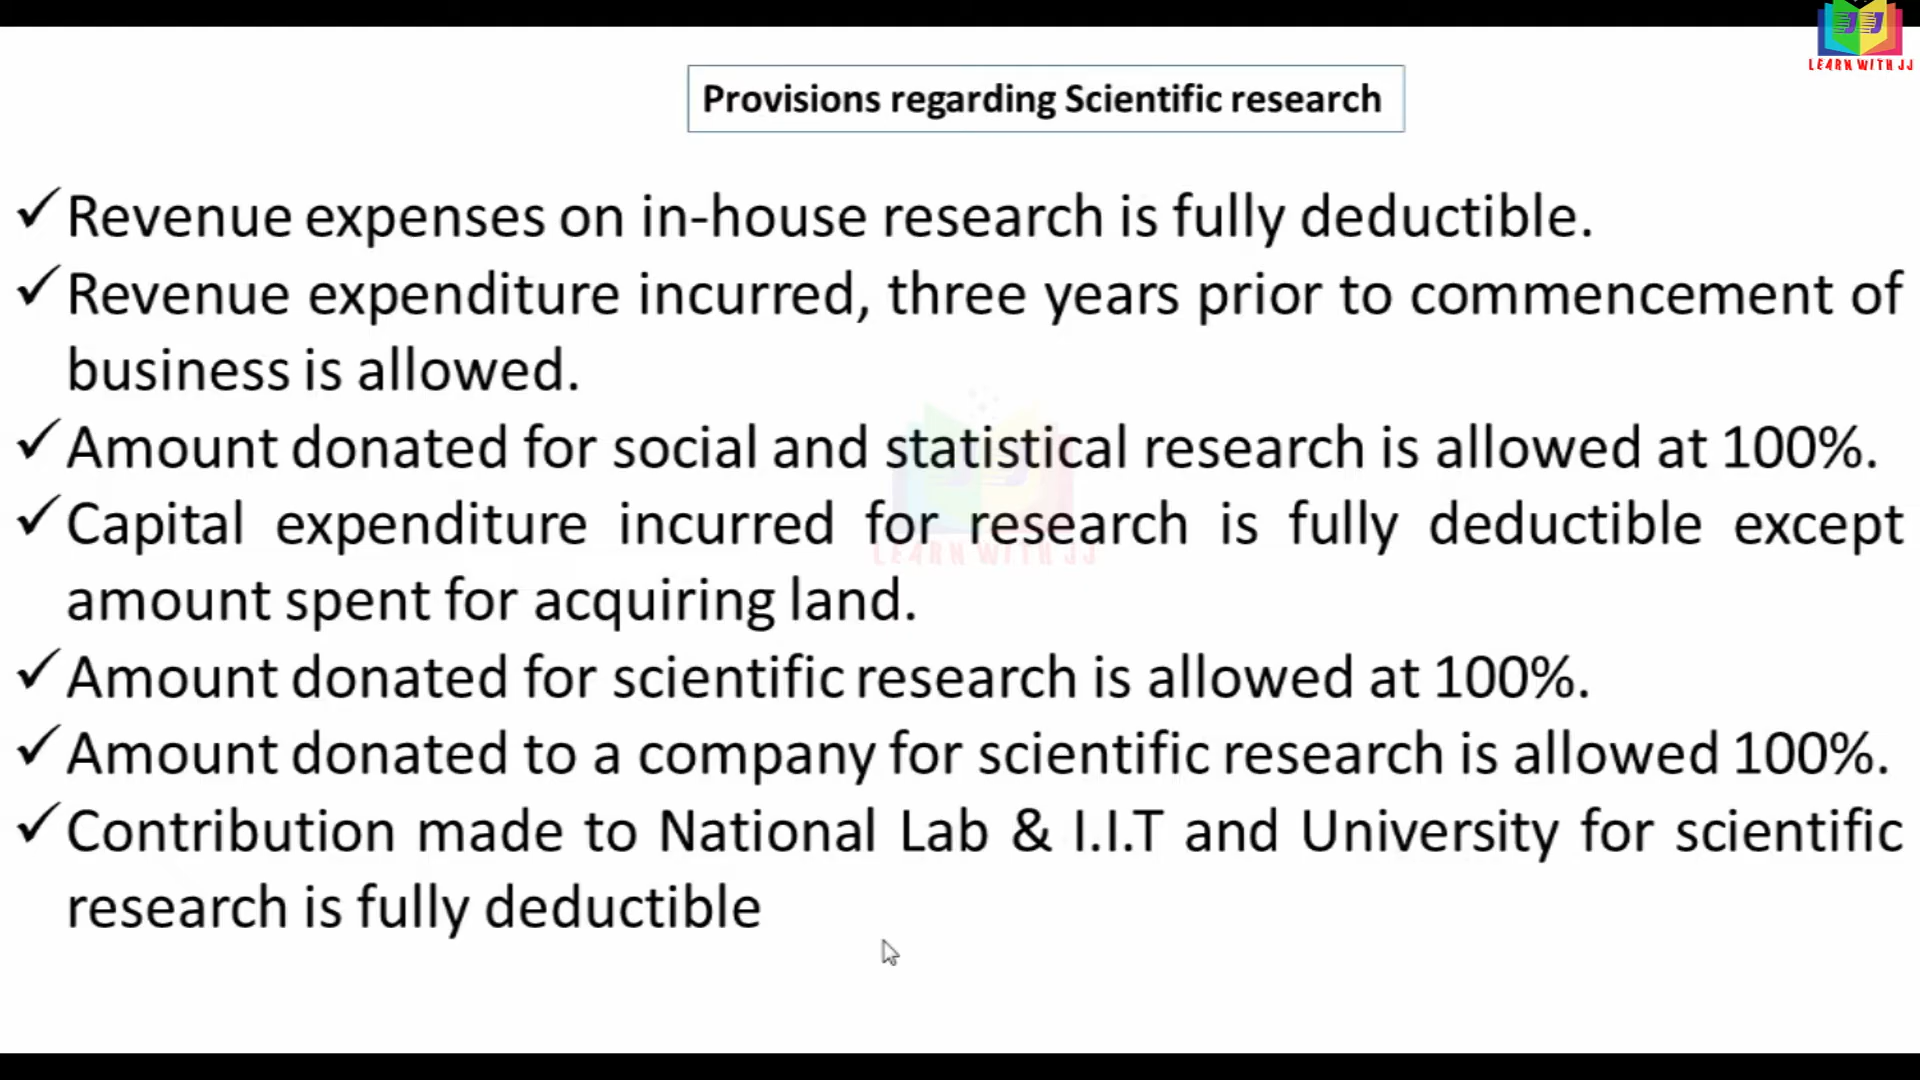 LEARN WITH JJ
Provisions regarding Scientific research
✓Revenue expenses on in-house research is fully deductible.
✓Revenue expenditure incurred, three years prior to commencement of
business is allowed.
✓Amount donated for social and statistical research is allowed at 100%.
✓Capital expenditure incurred for research is fully deductible except
LEARN WITH JJ
amount spent for acquiring land.
✓Amount donated for scientific research is allowed at 100%.
✓Amount donated to a company for scientific research is allowed 100%.
✓Contribution made to National Lab & I.I.T and University for scientific
research is fully deductible